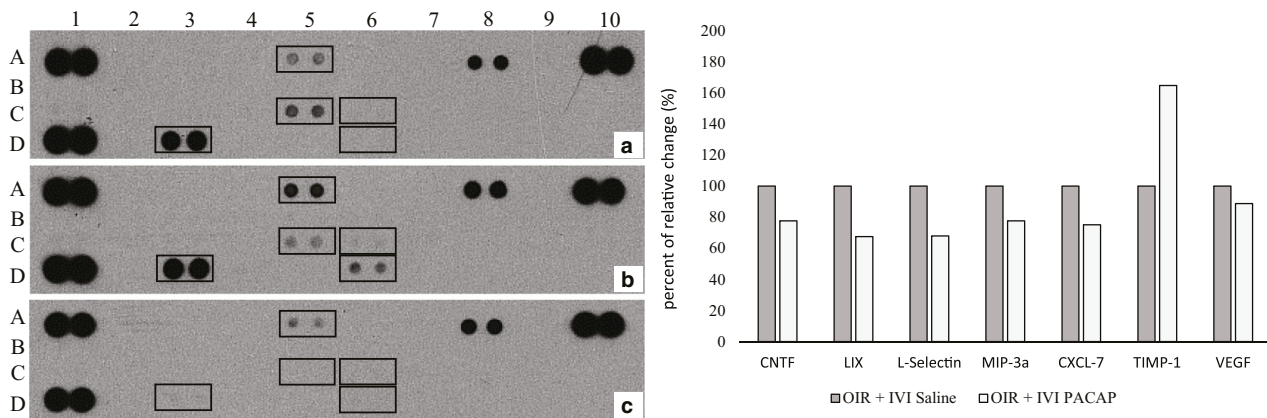 1 2 3 4 5 6 7 8 9 10
A
B
C
D
a
A
B
C
D
b
A
B
C
D
c
percent of relative change (%)
200
180
160
140
120
100
80
60
40
20
0
CNTF LIX L-Selectin MIP-3a CXCL-7 TIMP-1 VEGF
OIR + IVI Saline OIR + IVI PACAP